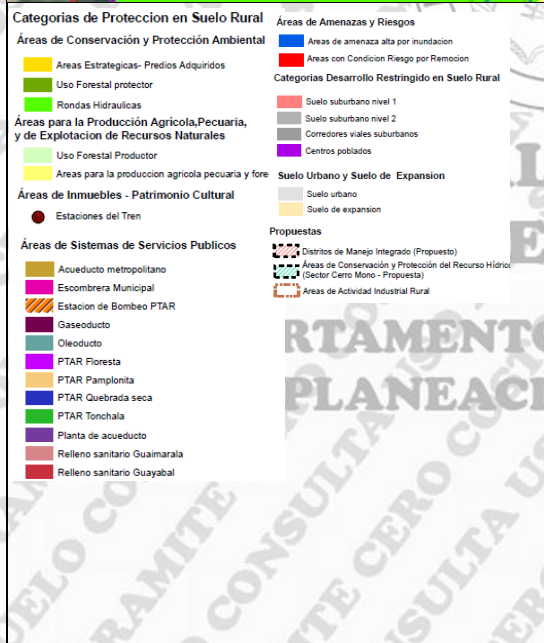 Categorias de Proteccion en Suelo Rural
Áreas de Conservación y Protección Ambiental
Areas Estrategicas- Predios Adquiridos
Uso Forestal protector
Rondas Hidraulicas
Áreas para la Producción Agricola,Pecuaria,
y de Explotacion de Recursos Naturales
Uso Forestal Productor
Areas para la produccion agricola pecuaria y fore
Áreas de Inmuebles - Patrimonio Cultural
Estaciones del Tren
Áreas de Sistemas de Servicios Publicos
Acueducto metropolitano
Escombrera Municipal
Estacion de Bombeo PTAR
Gaseoducto
Oleoducto
PTAR Floresta
PTAR Pamplonita
PTAR Quebrada seca
PTAR Tonchala
Planta de acueducto
Relleno sanitario Guaimarala
Relleno sanitario Guayabal
Áreas de Amenazas y Riesgos
Areas de amenaza alta por inundacion
Areas con Condicion Riesgo por Remocion
Categorias Desarrollo Restringido en Suelo Rural
Suelo suburbano nivel 1
Suelo suburbano nivel 2
Corredores viales suburbanos
Centros poblados
Suelo Urbano y Suelo de Expansion
Suelo urbano
Suelo de expansion
Propuestas
Distritos de Manejo Integrado (Propuesto)
Áreas de Conservación y Protección del Recurso Hídrico
(Sector Cerro Mono - Propuesta)
Areas de Actividad Industrial Rural
RTAMENTO
PLANEACI